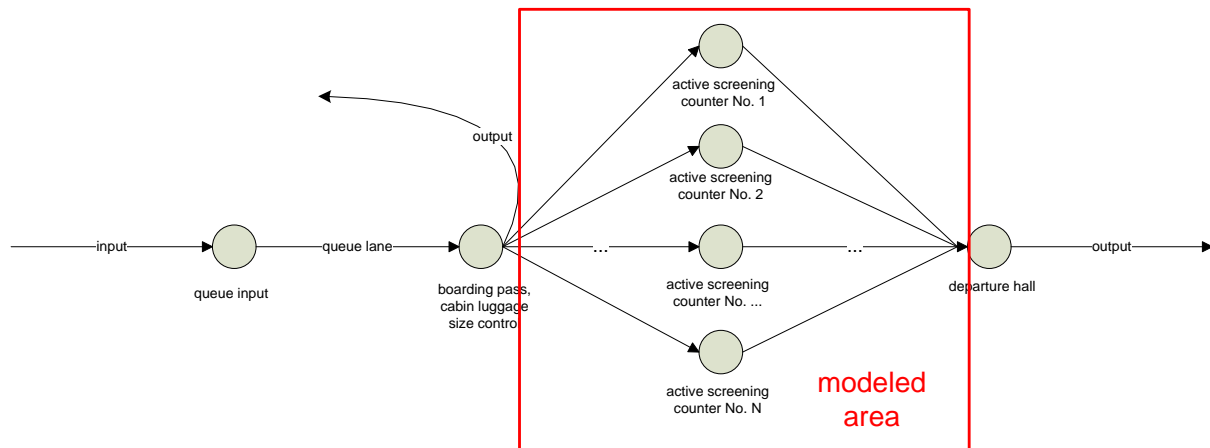 active screening
counter No. 1
output
active screening
counter No. 2
input
queue lane
...
...
queue input
boarding pass,
cabin luggage
size control
active screening
counter No. ...
departure hall
output
active screening
counter No. N
modeled
area